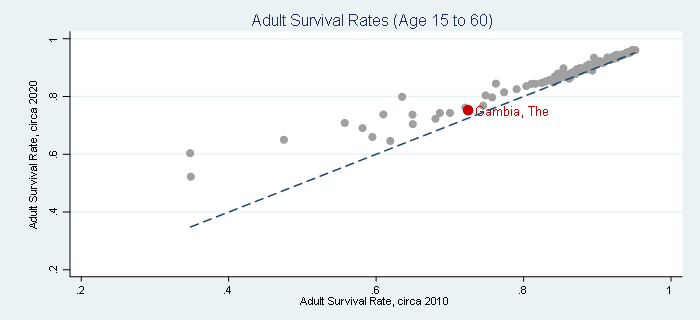 Adult Survival Rates (Age 15 to 60)
Adult Survival Rate, circa 2020
1
.8
.6
.4
.2
Gambia, The
.2 .4 .6 .8 1
Adult Survival Rate, circa 2010